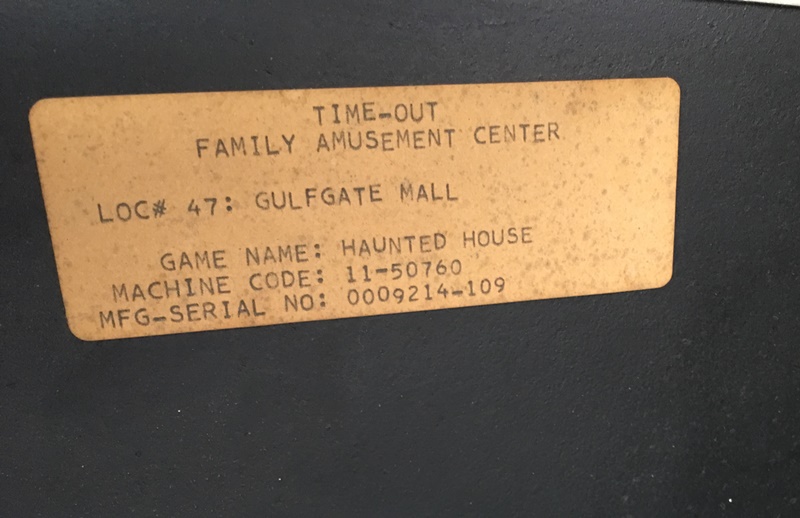 TIME-OUT
FAMILY AMUSEMENT CENTER
LOC# 47: GULFGATE MALL
GAME NAME: HAUNTED HOUSE
MACHINE CODE: 11-50760
MFG-SERIAL NO: 0009214-109